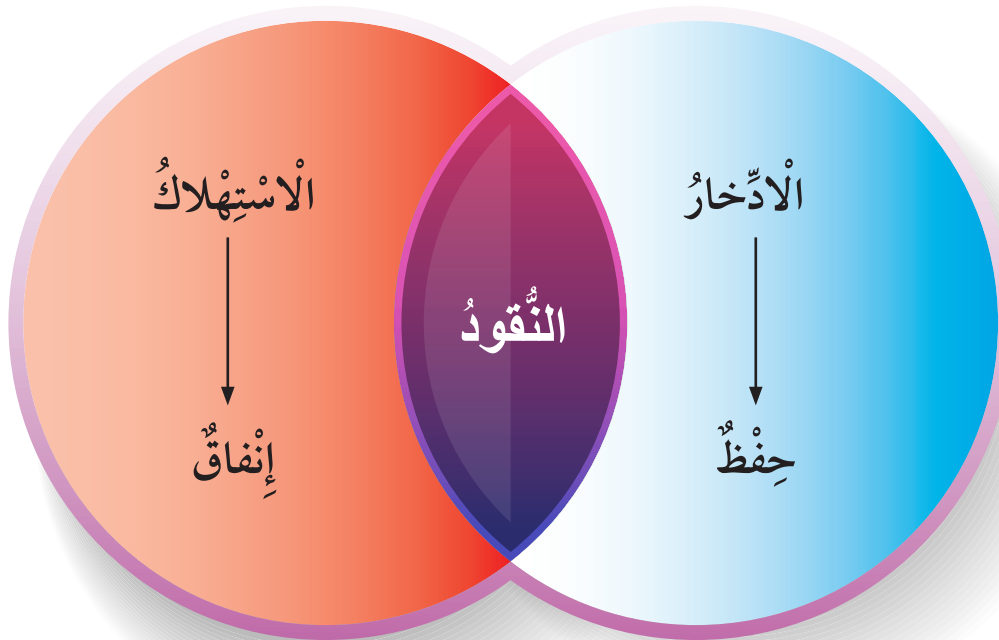 الْادِّخارُ
حِفْظٌ
النُّقودُ
الْاسْتِهْلاكُ
إِنْفاقٌ